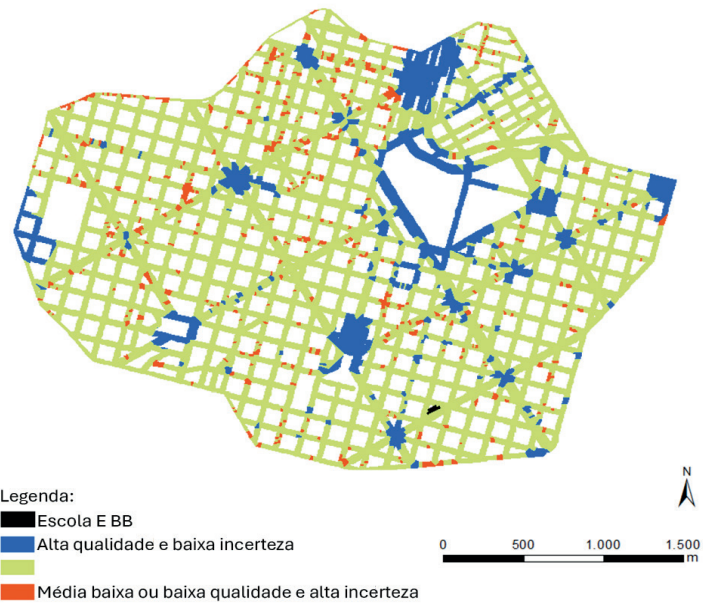 N
Legenda:
Escola E BB
Alta qualidade e baixa incerteza
Média baixa ou baixa qualidade e alta incerteza
0 500 1.000 1.500
m